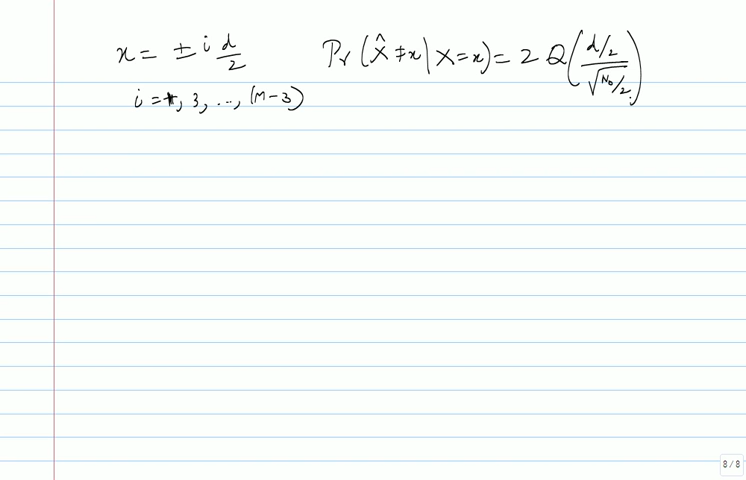 x = ± i d/2 Pr(X̂ ≠ x | X = x) = 2 Q( (d/2) / √(N₀/2) )
i = 1, 3, ..., (M-3)
8 / 8